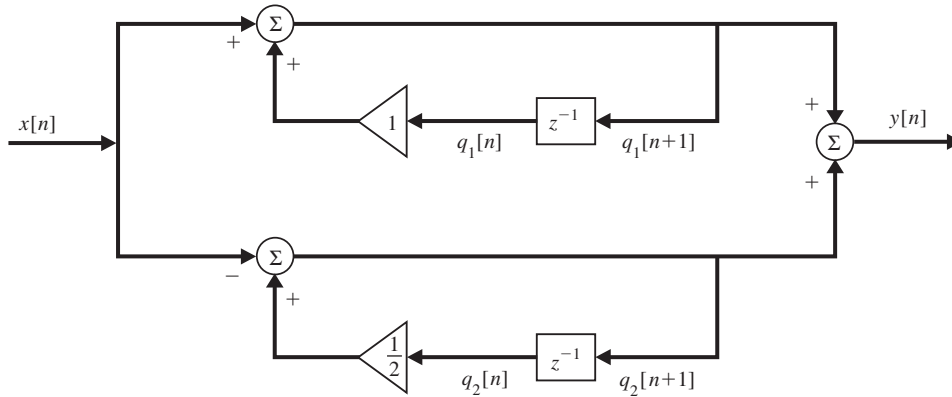 Σ
+
+
1
z⁻¹
q₁[n]
q₁[n+1]
x[n]
+
Σ
y[n]
+
Σ
−
+
1/2
z⁻¹
q₂[n]
q₂[n+1]